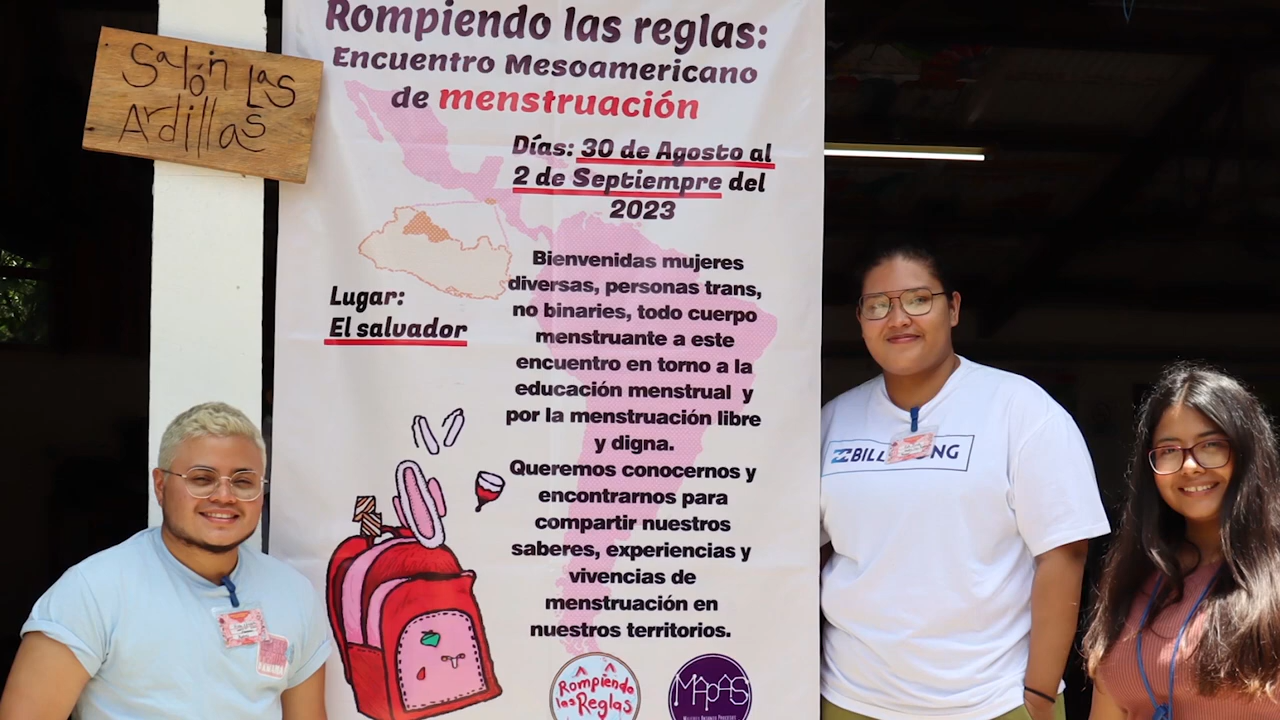 Salón Las
Ardillas
Rompiendo las reglas:
Encuentro Mesoamericano
de menstruación
Días: 30 de Agosto al
2 de Septiembre del
2023
Lugar:
El salvador
Bienvenidas mujeres
diversas, personas trans,
no binaries, todo cuerpo
menstruante a este
encuentro en torno a la
educación menstrual y
por la menstruación libre
y digna.
Queremos conocernos y
encontrarnos para
compartir nuestros
saberes, experiencias y
vivencias de
menstruación en
nuestros territorios.
Rompiendo
las Reglas
MAPAS
BILL NG